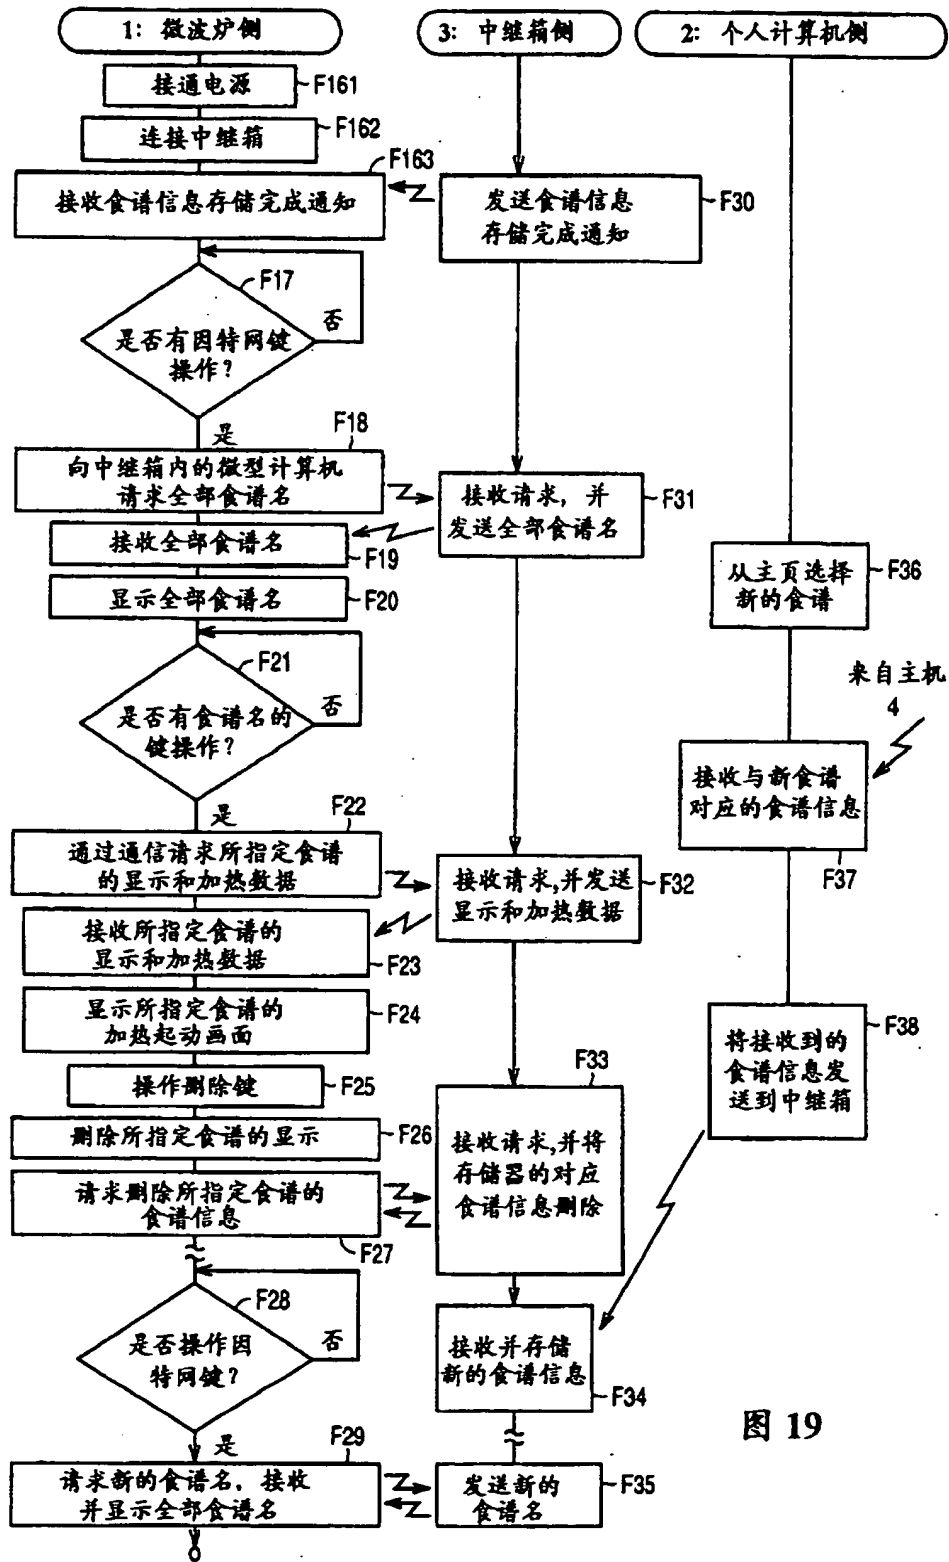 1: 微波炉侧
3: 中继箱侧
2: 个人计算机侧
接通电源
F161
连接中继箱
F162
F163
接收食谱信息存储完成通知
发送食谱信息
存储完成通知
F30
F17
否
是否有因特网键
操作?
是
F18
向中继箱内的微型计算机
请求全部食谱名
接收请求, 并
发送全部食谱名
F31
接收全部食谱名
F19
显示全部食谱名
F20
从主页选择
新的食谱
F36
F21
否
是否有食谱名的
键操作?
是
来自主机
4
接收与新食谱
对应的食谱信息
F37
F22
通过通信请求所指定食谱
的显示和加热数据
接收请求,并发送
显示和加热数据
F32
接收所指定食谱的
显示和加热数据
F23
显示所指定食谱的
加热起动画面
F24
将接收到的
食谱信息发
送到中继箱
F38
F33
操作删除键
F25
删除所指定食谱的显示
F26
接收请求,并将
存储器的对应
食谱信息删除
请求删除所指定食谱的
食谱信息
F27
F28
否
是否操作因
特网键?
是
接收并存储
新的食谱信息
F34
图 19
F29
请求新的食谱名, 接收
并显示全部食谱名
发送新的
食谱名
F35